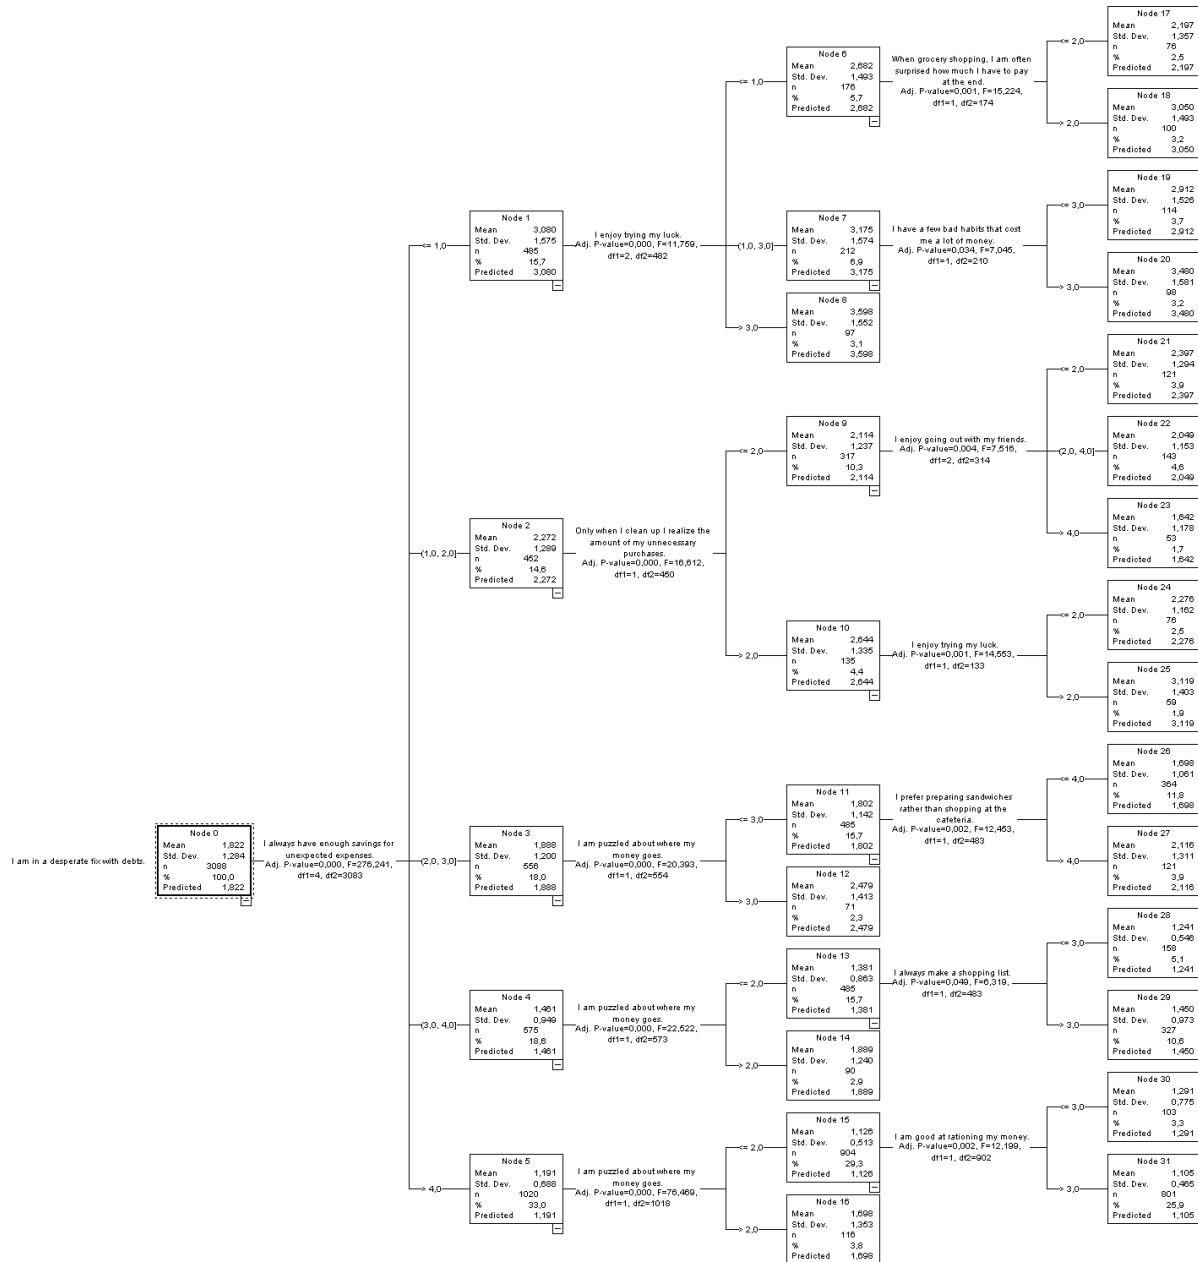 I am in a desperate fix with debts.
Node 0
Mean 1,822
Std. Dev. 1,284
n 3088
% 100,0
Predicted 1,822
I always have enough savings for
unexpected expenses.
Adj. P-value=0,000, F=276,241,
df1=4, df2=3083
<= 1,0
Node 1
Mean 3,080
Std. Dev. 1,575
n 485
% 15,7
Predicted 3,080
I enjoy trying my luck.
Adj. P-value=0,000, F=11,759,
df1=2, df2=482
<= 1,0
Node 6
Mean 2,682
Std. Dev. 1,493
n 176
% 5,7
Predicted 2,682
When grocery shopping, I am often
surprised how much I have to pay
at the end.
Adj. P-value=0,001, F=15,224,
df1=1, df2=174
<= 2,0
Node 17
Mean 2,197
Std. Dev. 1,357
n 76
% 2,5
Predicted 2,197
> 2,0
Node 18
Mean 3,050
Std. Dev. 1,493
n 100
% 3,2
Predicted 3,050
(1,0, 3,0]
Node 7
Mean 3,175
Std. Dev. 1,574
n 212
% 6,9
Predicted 3,175
I have a few bad habits that cost
me a lot of money.
Adj. P-value=0,034, F=7,045,
df1=1, df2=210
<= 3,0
Node 19
Mean 2,912
Std. Dev. 1,526
n 114
% 3,7
Predicted 2,912
> 3,0
Node 20
Mean 3,480
Std. Dev. 1,581
n 98
% 3,2
Predicted 3,480
> 3,0
Node 8
Mean 3,598
Std. Dev. 1,552
n 97
% 3,1
Predicted 3,598
(1,0, 2,0]
Node 2
Mean 2,272
Std. Dev. 1,289
n 452
% 14,6
Predicted 2,272
Only when I clean up I realize the
amount of my unnecessary
purchases.
Adj. P-value=0,000, F=16,612,
df1=1, df2=450
<= 2,0
Node 9
Mean 2,114
Std. Dev. 1,237
n 317
% 10,3
Predicted 2,114
I enjoy going out with my friends.
Adj. P-value=0,004, F=7,516,
df1=2, df2=314
<= 2,0
Node 21
Mean 2,397
Std. Dev. 1,294
n 121
% 3,9
Predicted 2,397
(2,0, 4,0]
Node 22
Mean 2,049
Std. Dev. 1,153
n 143
% 4,6
Predicted 2,049
> 4,0
Node 23
Mean 1,642
Std. Dev. 1,178
n 53
% 1,7
Predicted 1,642
> 2,0
Node 10
Mean 2,644
Std. Dev. 1,335
n 135
% 4,4
Predicted 2,644
I enjoy trying my luck.
Adj. P-value=0,001, F=14,553,
df1=1, df2=133
<= 2,0
Node 24
Mean 2,276
Std. Dev. 1,162
n 76
% 2,5
Predicted 2,276
> 2,0
Node 25
Mean 3,119
Std. Dev. 1,403
n 59
% 1,9
Predicted 3,119
(2,0, 3,0]
Node 3
Mean 1,888
Std. Dev. 1,200
n 556
% 18,0
Predicted 1,888
I am puzzled about where my
money goes.
Adj. P-value=0,000, F=20,393,
df1=1, df2=554
<= 3,0
Node 11
Mean 1,802
Std. Dev. 1,142
n 485
% 15,7
Predicted 1,802
I prefer preparing sandwiches
rather than shopping at the
cafeteria.
Adj. P-value=0,002, F=12,453,
df1=1, df2=483
<= 4,0
Node 26
Mean 1,698
Std. Dev. 1,061
n 364
% 11,8
Predicted 1,698
> 4,0
Node 27
Mean 2,116
Std. Dev. 1,311
n 121
% 3,9
Predicted 2,116
> 3,0
Node 12
Mean 2,479
Std. Dev. 1,413
n 71
% 2,3
Predicted 2,479
(3,0, 4,0]
Node 4
Mean 1,461
Std. Dev. 0,949
n 575
% 18,6
Predicted 1,461
I am puzzled about where my
money goes.
Adj. P-value=0,000, F=22,522,
df1=1, df2=573
<= 2,0
Node 13
Mean 1,381
Std. Dev. 0,863
n 485
% 15,7
Predicted 1,381
I always make a shopping list.
Adj. P-value=0,049, F=6,319,
df1=1, df2=483
<= 3,0
Node 28
Mean 1,241
Std. Dev. 0,546
n 158
% 5,1
Predicted 1,241
> 3,0
Node 29
Mean 1,450
Std. Dev. 0,973
n 327
% 10,6
Predicted 1,450
> 2,0
Node 14
Mean 1,889
Std. Dev. 1,240
n 90
% 2,9
Predicted 1,889
> 4,0
Node 5
Mean 1,191
Std. Dev. 0,688
n 1020
% 33,0
Predicted 1,191
I am puzzled about where my
money goes.
Adj. P-value=0,000, F=76,469,
df1=1, df2=1018
<= 2,0
Node 15
Mean 1,126
Std. Dev. 0,513
n 904
% 29,3
Predicted 1,126
I am good at rationing my money.
Adj. P-value=0,002, F=12,199,
df1=1, df2=902
<= 3,0
Node 30
Mean 1,291
Std. Dev. 0,775
n 103
% 3,3
Predicted 1,291
> 3,0
Node 31
Mean 1,105
Std. Dev. 0,465
n 801
% 25,9
Predicted 1,105
> 2,0
Node 16
Mean 1,698
Std. Dev. 1,353
n 116
% 3,8
Predicted 1,698